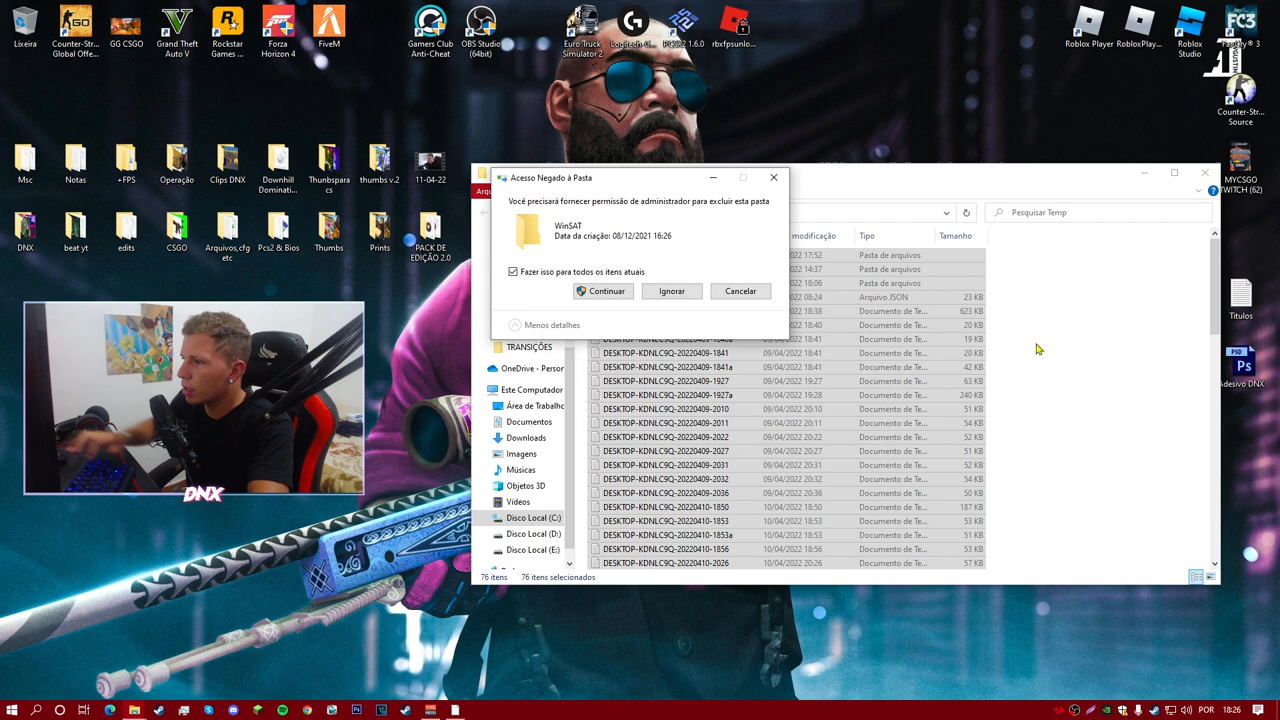 Lixeira
Counter-Str...
Global Offe...
GG CSGO
Grand Theft
Auto V
Rockstar
Games ...
Forza
Horizon 4
FiveM
Gamers Club
Anti-Cheat
OBS Studio
(64bit)
Euro Truck
Simulator 2
Logitech G...
PCSX2 1.6.0
rbxfpsunlo...
Roblox Player
RobloxPlay...
Roblox
Studio
FC3
Far Cry® 3
Counter-Str...
Source
MYCSGO
TWITCH (62)
Titulos
PSD
Ps
Adesivo DNX
Msc
Notas
+FPS
Operação
Clips DNX
Downhill
Dominati...
Thunbspara
cs
thumbs v.2
11-04-22
DNX
beat yt
edits
CSGO
Arquivos,cfg
etc
Pcs2 & Bios
Thumbs
Prints
PACK DE
EDIÇÃO 2.0
DNX
Acesso Negado à Pasta
Você precisará fornecer permissão de administrador para excluir esta pasta
WinSAT
Data da criação: 08/12/2021 16:26
Fazer isso para todos os itens atuais
Continuar
Ignorar
Cancelar
Menos detalhes
Arqu
Pesquisar Temp
modificação Tipo Tamanho
2022 17:52 Pasta de arquivos
2022 14:37 Pasta de arquivos
2022 18:06 Pasta de arquivos
2022 08:24 Arquivo JSON 23 KB
2022 18:38 Documento de Te... 623 KB
2022 18:40 Documento de Te... 20 KB
DESKTOP-KDNLC9Q-20220409-1840a 09/04/2022 18:41 Documento de Te... 19 KB
DESKTOP-KDNLC9Q-20220409-1841 09/04/2022 18:41 Documento de Te... 20 KB
DESKTOP-KDNLC9Q-20220409-1841a 09/04/2022 18:41 Documento de Te... 42 KB
DESKTOP-KDNLC9Q-20220409-1927 09/04/2022 19:27 Documento de Te... 63 KB
DESKTOP-KDNLC9Q-20220409-1927a 09/04/2022 19:28 Documento de Te... 240 KB
DESKTOP-KDNLC9Q-20220409-2010 09/04/2022 20:10 Documento de Te... 51 KB
DESKTOP-KDNLC9Q-20220409-2011 09/04/2022 20:11 Documento de Te... 54 KB
DESKTOP-KDNLC9Q-20220409-2022 09/04/2022 20:22 Documento de Te... 52 KB
DESKTOP-KDNLC9Q-20220409-2027 09/04/2022 20:27 Documento de Te... 51 KB
DESKTOP-KDNLC9Q-20220409-2031 09/04/2022 20:31 Documento de Te... 52 KB
DESKTOP-KDNLC9Q-20220409-2032 09/04/2022 20:32 Documento de Te... 54 KB
DESKTOP-KDNLC9Q-20220409-2036 09/04/2022 20:36 Documento de Te... 50 KB
DESKTOP-KDNLC9Q-20220410-1850 10/04/2022 18:50 Documento de Te... 187 KB
DESKTOP-KDNLC9Q-20220410-1853 10/04/2022 18:53 Documento de Te... 51 KB
DESKTOP-KDNLC9Q-20220410-1853a 10/04/2022 18:53 Documento de Te... 53 KB
DESKTOP-KDNLC9Q-20220410-1856 10/04/2022 18:56 Documento de Te... 53 KB
DESKTOP-KDNLC9Q-20220410-2026 10/04/2022 20:26 Documento de Te... 57 KB
TRANSIÇÕES
OneDrive - Person
Este Computador
Área de Trabalho
Documentos
Downloads
Imagens
Músicas
Objetos 3D
Vídeos
Disco Local (C:)
Disco Local (D:)
Disco Local (E:)
76 itens 76 itens selecionados
POR 18:26